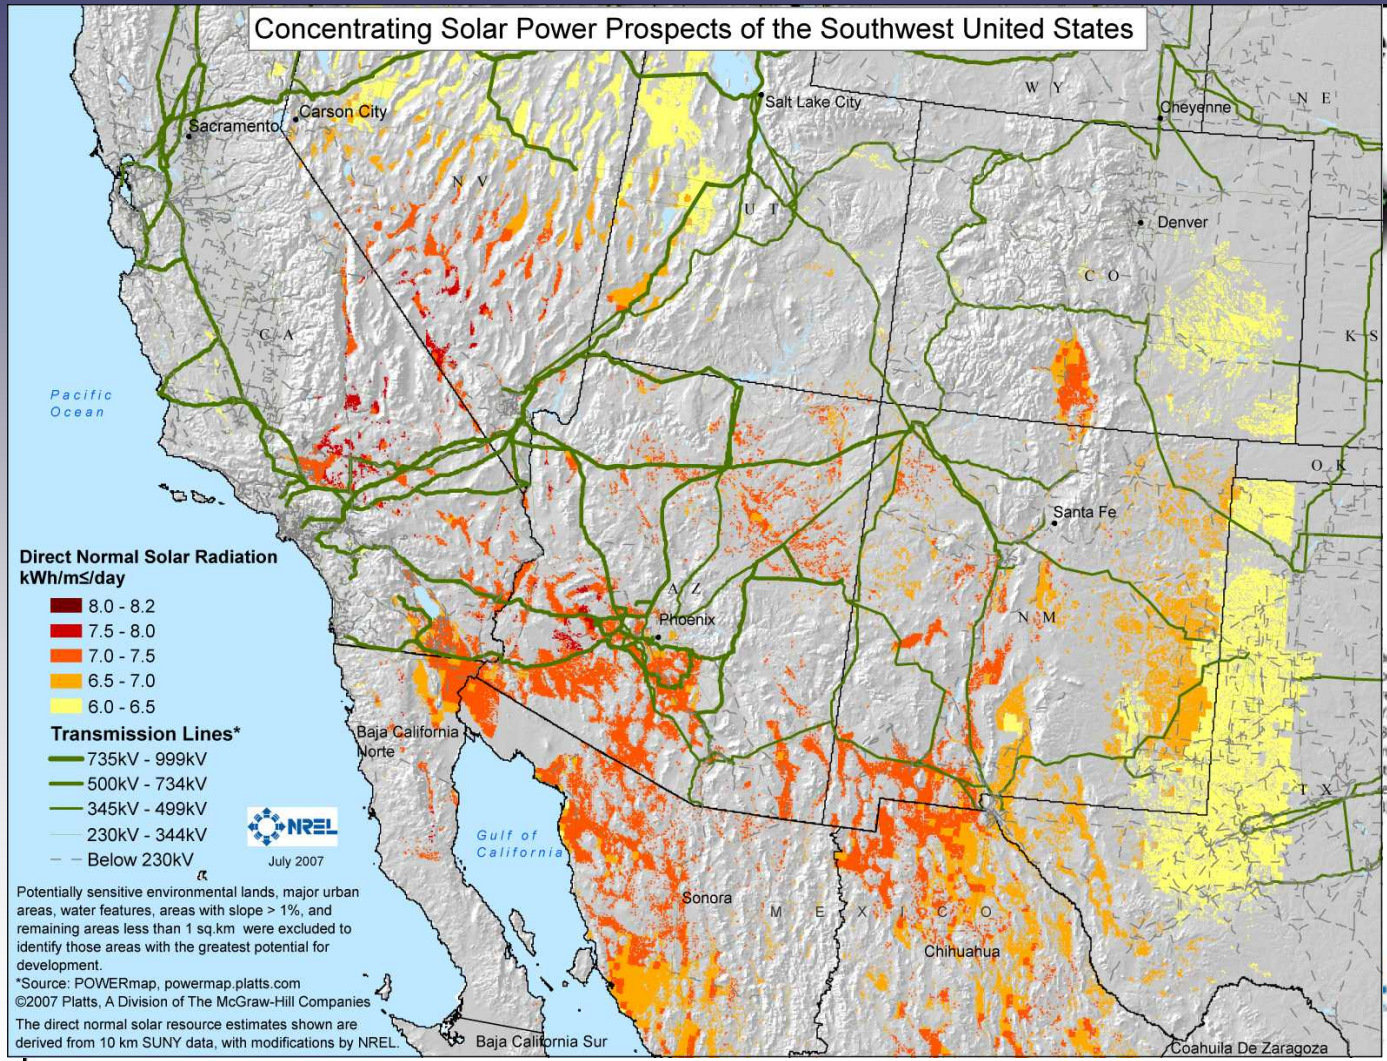 Concentrating Solar Power Prospects of the Southwest United States
W Y
N E
Salt Lake City
Cheyenne
Carson City
Sacramento
N V
U T
Denver
C O
C A
K S
Pacific
Ocean
O K
Santa Fe
Direct Normal Solar Radiation
kWh/m≤/day
8.0 - 8.2
7.5 - 8.0
7.0 - 7.5
6.5 - 7.0
6.0 - 6.5
A Z
Phoenix
N M
Transmission Lines*
735kV - 999kV
500kV - 734kV
345kV - 499kV
230kV - 344kV
Below 230kV
Baja California
Norte
T X
NREL
July 2007
Gulf of
California
Sonora
M E X I C O
Chihuahua
Potentially sensitive environmental lands, major urban
areas, water features, areas with slope > 1%, and
remaining areas less than 1 sq.km were excluded to
identify those areas with the greatest potential for
development.
*Source: POWERmap, powermap.platts.com
©2007 Platts, A Division of The McGraw-Hill Companies
The direct normal solar resource estimates shown are
derived from 10 km SUNY data, with modifications by NREL.
Baja California Sur
Coahuila De Zaragoza